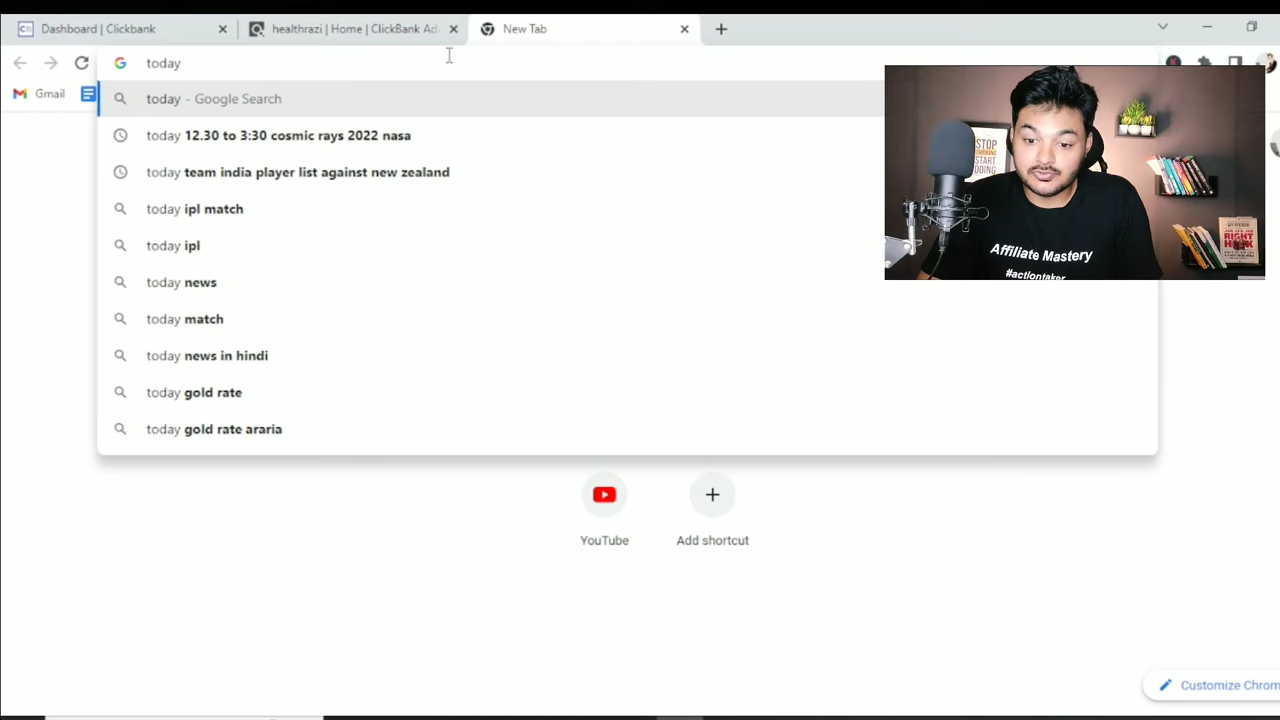 Dashboard | Clickbank
healthrazi | Home | ClickBank Ad
New Tab
today
Gmail
today - Google Search
today 12.30 to 3:30 cosmic rays 2022 nasa
today team india player list against new zealand
today ipl match
today ipl
today news
today match
today news in hindi
today gold rate
today gold rate araria
STOP
START
DOING
Affiliate Mastery
#actiontaker
RIGHT
HOOK
YouTube
Add shortcut
Customize Chrom